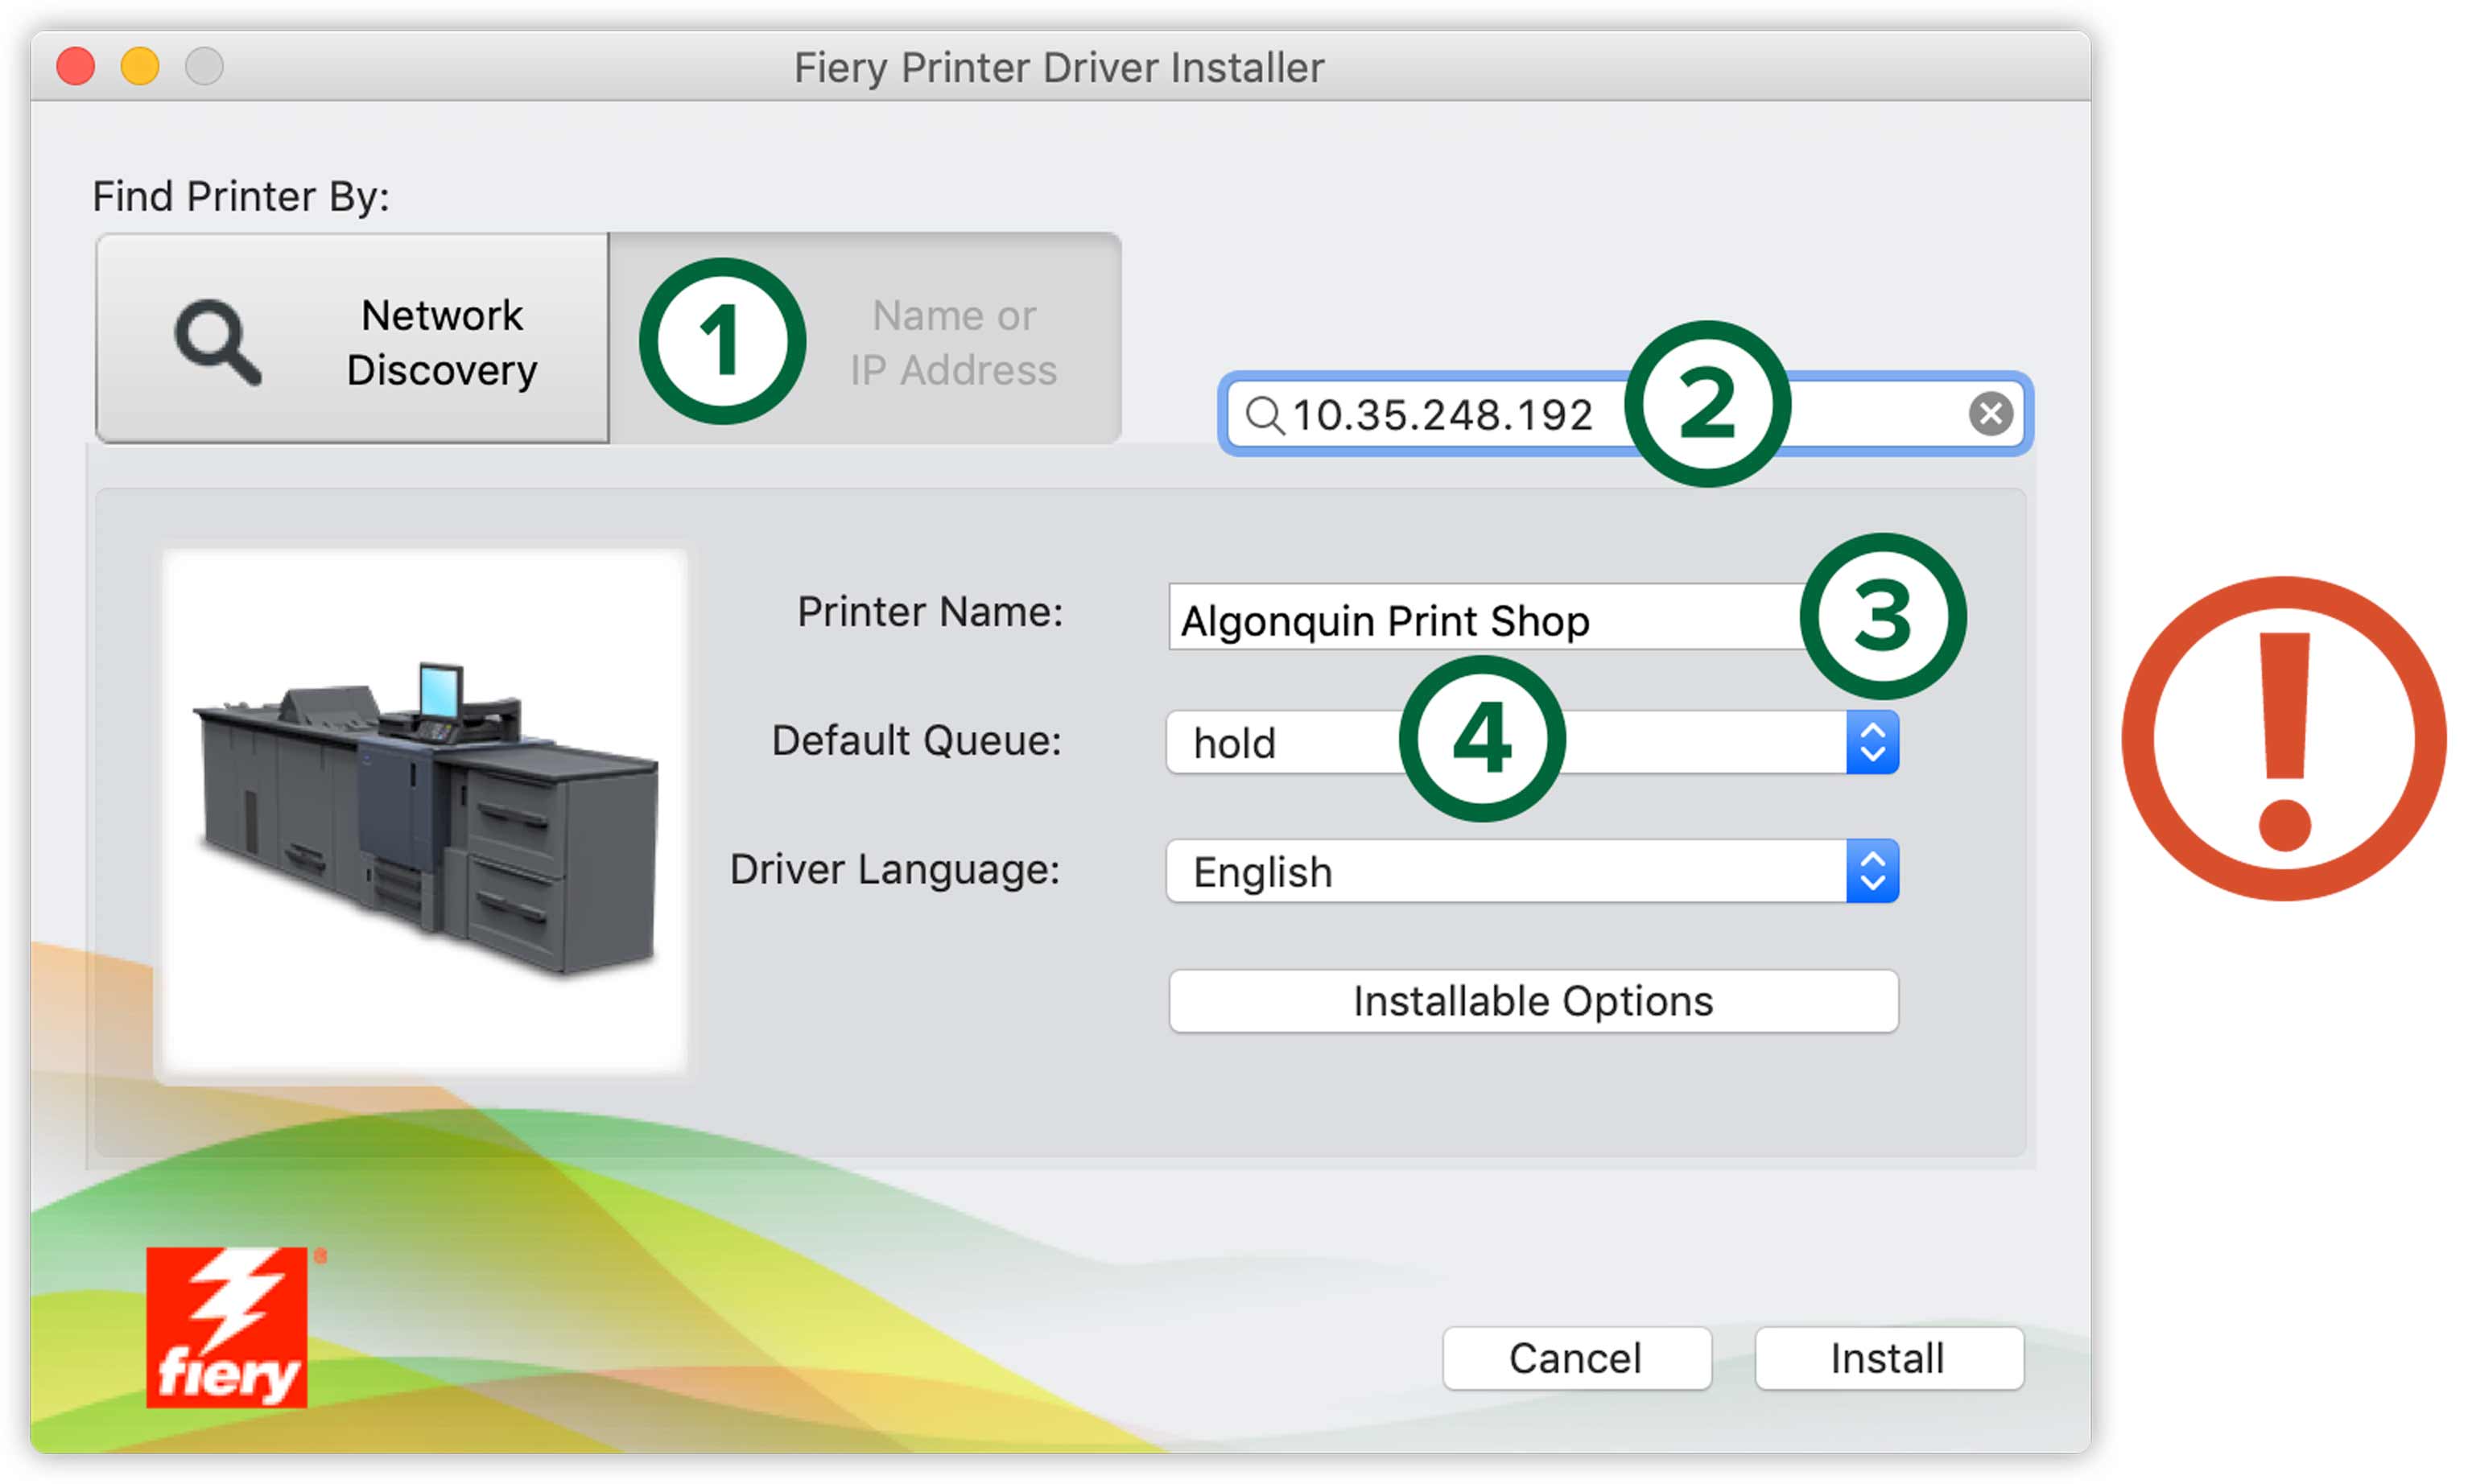 Fiery Printer Driver Installer
Find Printer By:
Network
Discovery
1
Name or
IP Address
10.35.248.192
2
Printer Name:
Algonquin Print Shop
3
Default Queue:
hold
4
!
Driver Language:
English
Installable Options
fiery
®
Cancel
Install